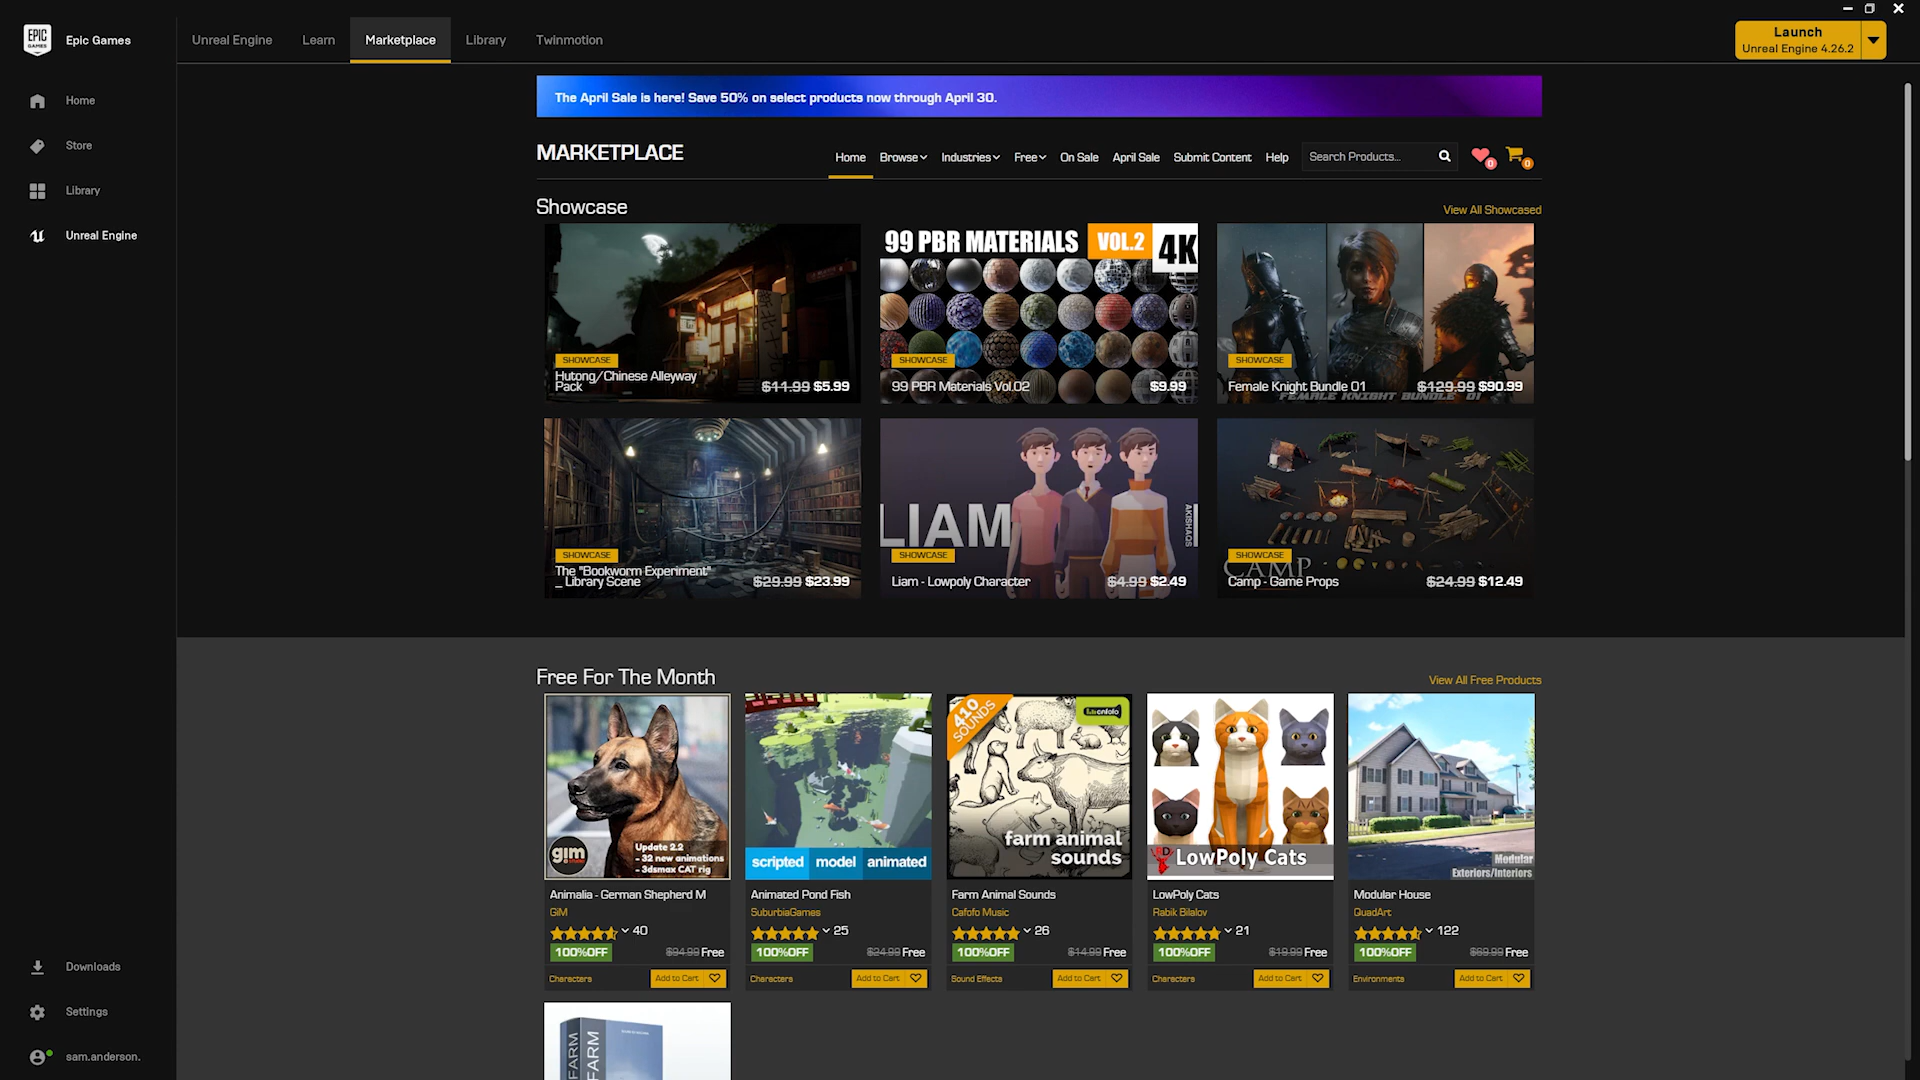 EPIC GAMES
Epic Games
Unreal Engine
Learn
Marketplace
Library
Twinmotion
Launch
Unreal Engine 4.26.2
Home
Store
Library
Unreal Engine
The April Sale is here! Save 50% on select products now through April 30.
MARKETPLACE
Home
Browse
Industries
Free
On Sale
April Sale
Submit Content
Help
Search Products...
0
0
Showcase
View All Showcased
SHOWCASE
Hutong/Chinese Alleyway
Pack
$11.99 $5.99
99 PBR MATERIALS VOL.2 4K
SHOWCASE
99 PBR Materials Vol.02
$9.99
SHOWCASE
Female Knight Bundle 01
$129.99 $90.99
FEMALE KNIGHT BUNDLE 01
SHOWCASE
The "Bookworm Experiment"
_ Library Scene
$29.99 $23.99
LIAM
AKISHAQS
SHOWCASE
Liam - Lowpoly Character
$4.99 $2.49
SHOWCASE
CAMP
Camp - Game Props
$24.99 $12.49
Free For The Month
View All Free Products
gim
Update 2.2
- 32 new animations
- 3dsmax CAT rig
Animalia - German Shepherd M
GiM
40
100%OFF
$94.99 Free
Characters
Add to Cart
scripted model animated
Animated Pond Fish
SuburbiaGames
25
100%OFF
$24.99 Free
Characters
Add to Cart
410
SOUNDS
farm animal
sounds
Farm Animal Sounds
Cafofo Music
26
100%OFF
$14.99 Free
Sound Effects
Add to Cart
RD
LowPoly Cats
LowPoly Cats
Rabik Bilalov
21
100%OFF
$19.99 Free
Characters
Add to Cart
Modular
Exteriors/Interiors
Modular House
QuadArt
122
100%OFF
$69.99 Free
Environments
Add to Cart
FARM
FARM
Downloads
Settings
sam.anderson.